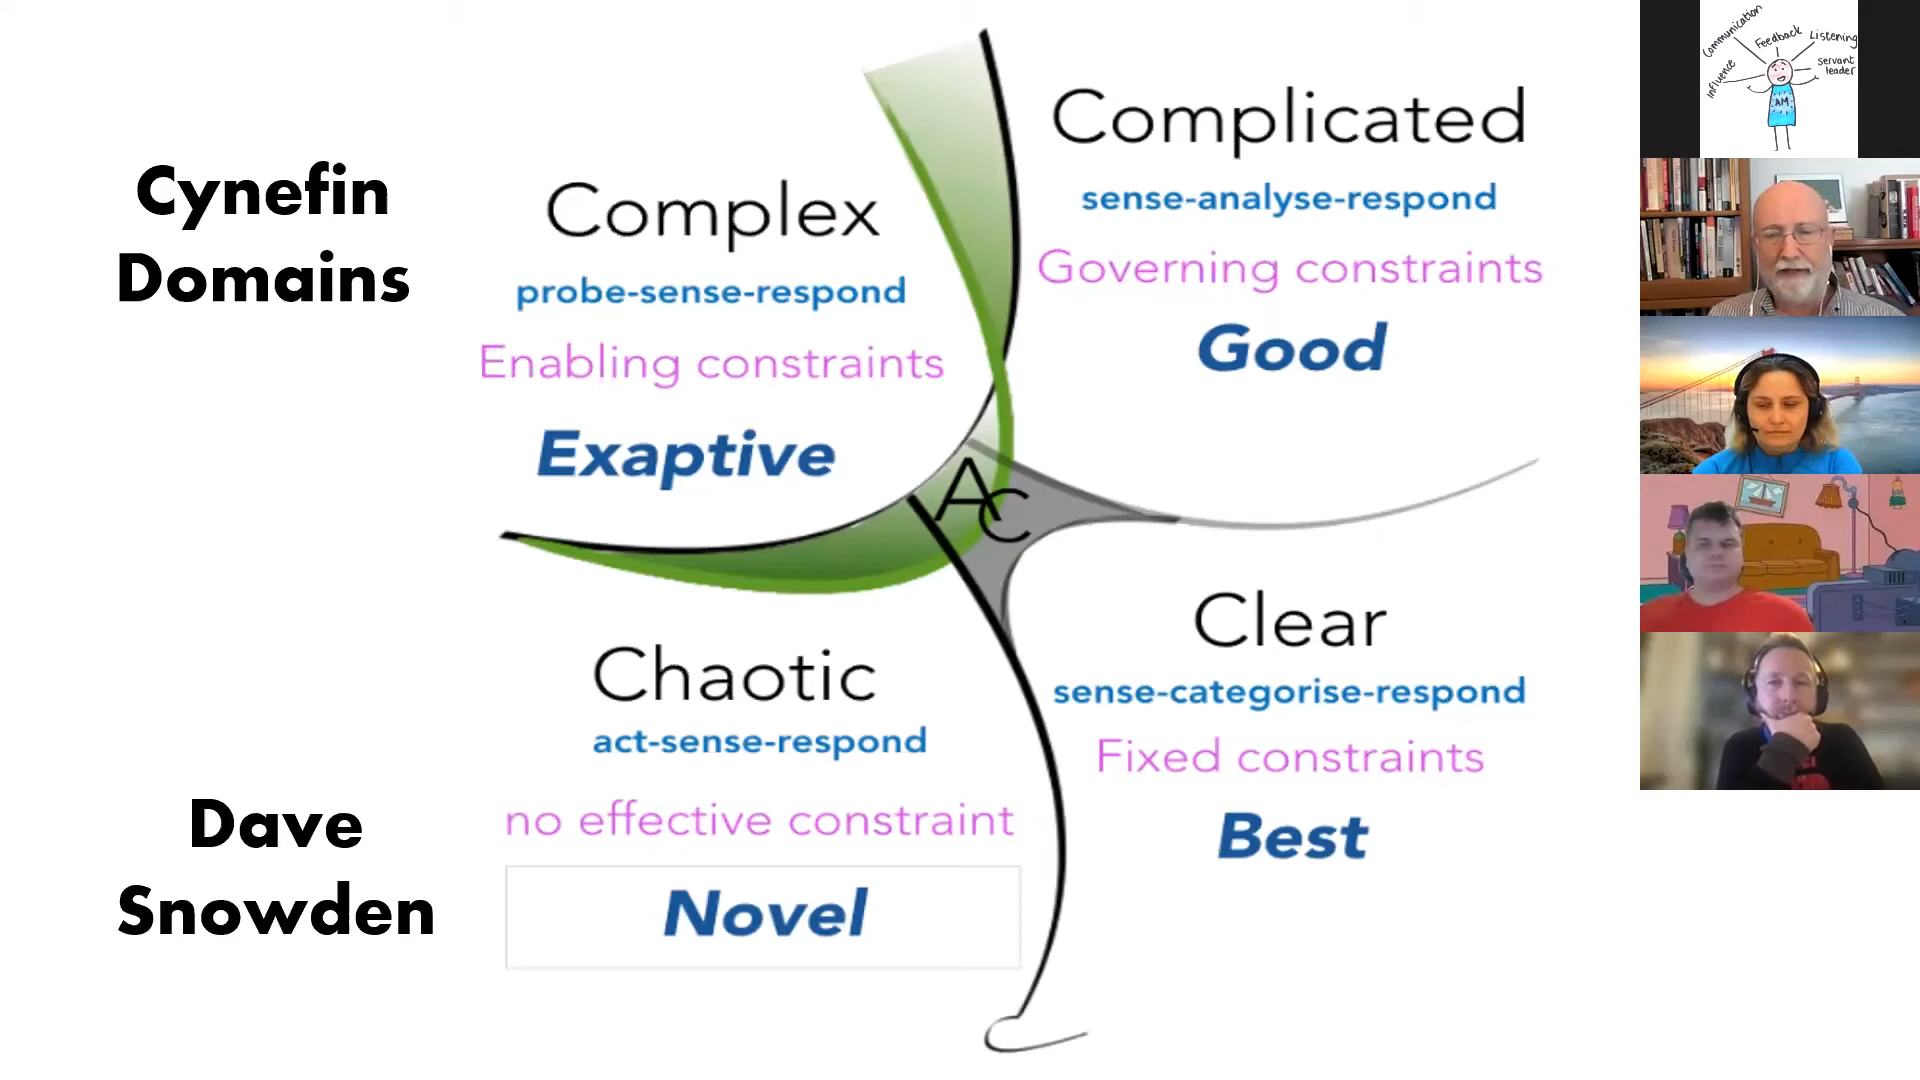 Cynefin
Domains
Dave
Snowden
Complex
probe-sense-respond
Enabling constraints
Exaptive
Complicated
sense-analyse-respond
Governing constraints
Good
A
C
Chaotic
act-sense-respond
no effective constraint
Novel
Clear
sense-categorise-respond
Fixed constraints
Best
Communication
Feedback
Listening
Influence
servant
leader
AM